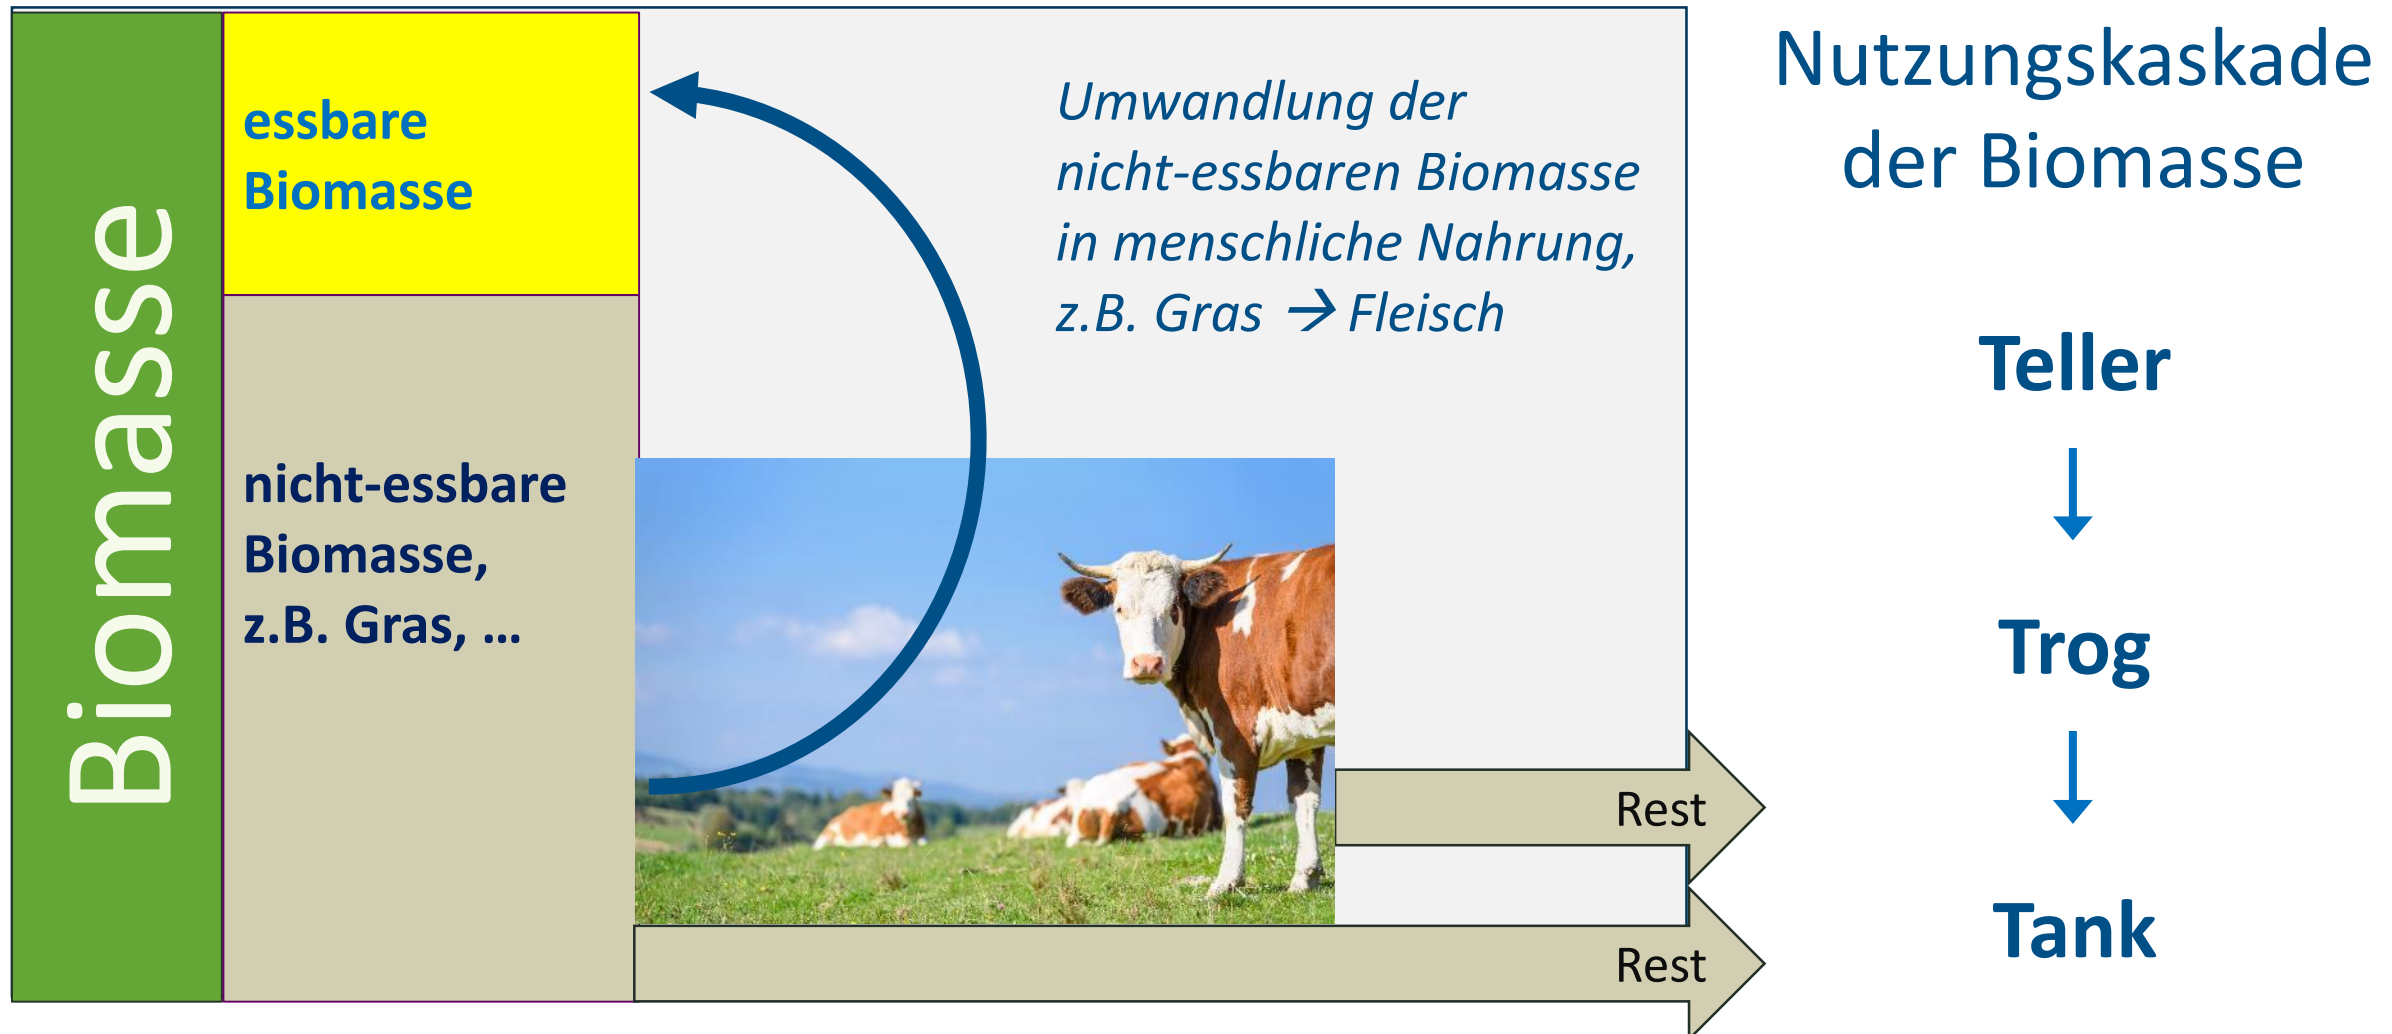 Biomasse
essbare
Biomasse
nicht-essbare
Biomasse,
z.B. Gras, ...
Umwandlung der
nicht-essbaren Biomasse
in menschliche Nahrung,
z.B. Gras → Fleisch
Rest
Rest
Nutzungskaskade
der Biomasse
Teller
Trog
Tank